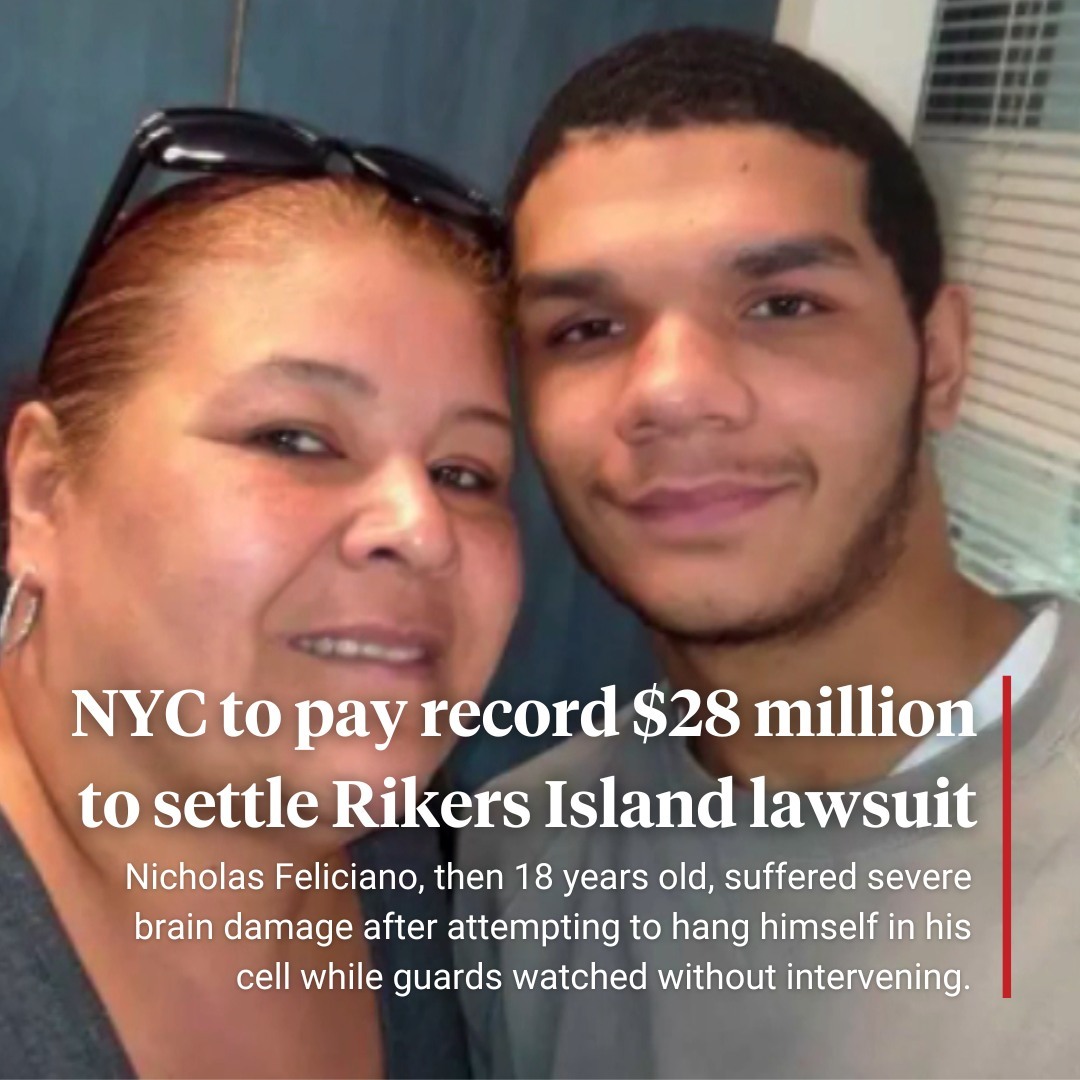 NYC to pay record $28 million
to settle Rikers Island lawsuit
Nicholas Feliciano, then 18 years old, suffered severe
brain damage after attempting to hang himself in his
cell while guards watched without intervening.